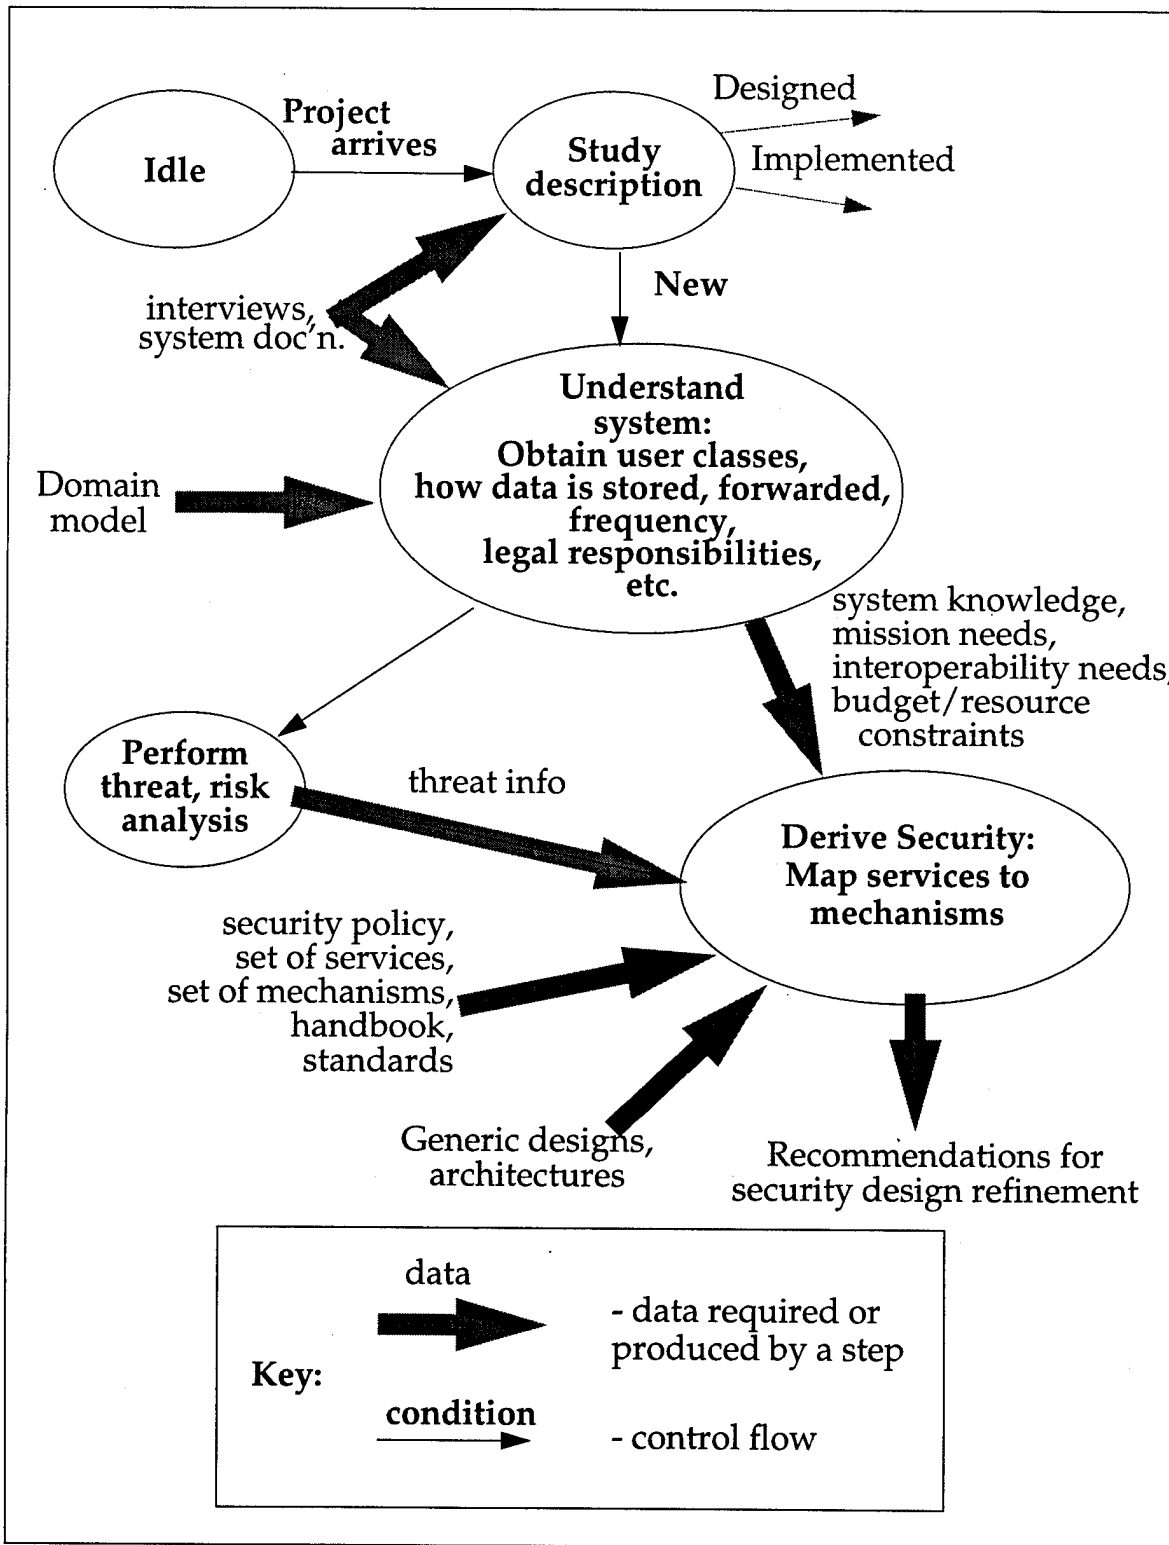 Designed
Project
arrives
Idle
Study
description
Implemented
New
interviews,
system doc'n.
Understand
system:
Obtain user classes,
how data is stored, forwarded,
frequency,
legal responsibilities,
etc.
Domain
model
system knowledge,
mission needs,
interoperability needs,
budget/resource
constraints
Perform
threat, risk
analysis
threat info
Derive Security:
Map services to
mechanisms
security policy,
set of services,
set of mechanisms,
handbook,
standards
Generic designs,
architectures
Recommendations for
security design refinement
Key:
data
- data required or
produced by a step
condition
- control flow